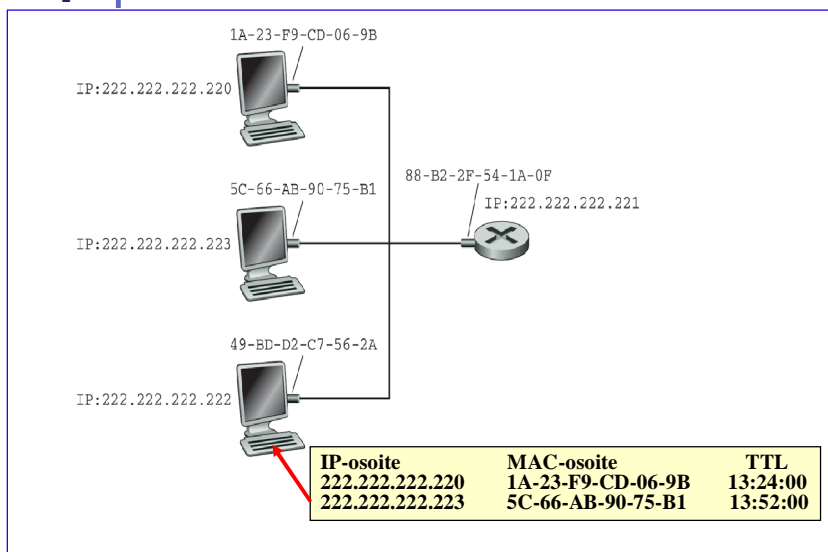 1A-23-F9-CD-06-9B
IP:222.222.222.220
88-B2-2F-54-1A-0F
5C-66-AB-90-75-B1
IP:222.222.222.221
IP:222.222.222.223
49-BD-D2-C7-56-2A
IP:222.222.222.222
IP-osoite MAC-osoite TTL
222.222.222.220 1A-23-F9-CD-06-9B 13:24:00
222.222.222.223 5C-66-AB-90-75-B1 13:52:00